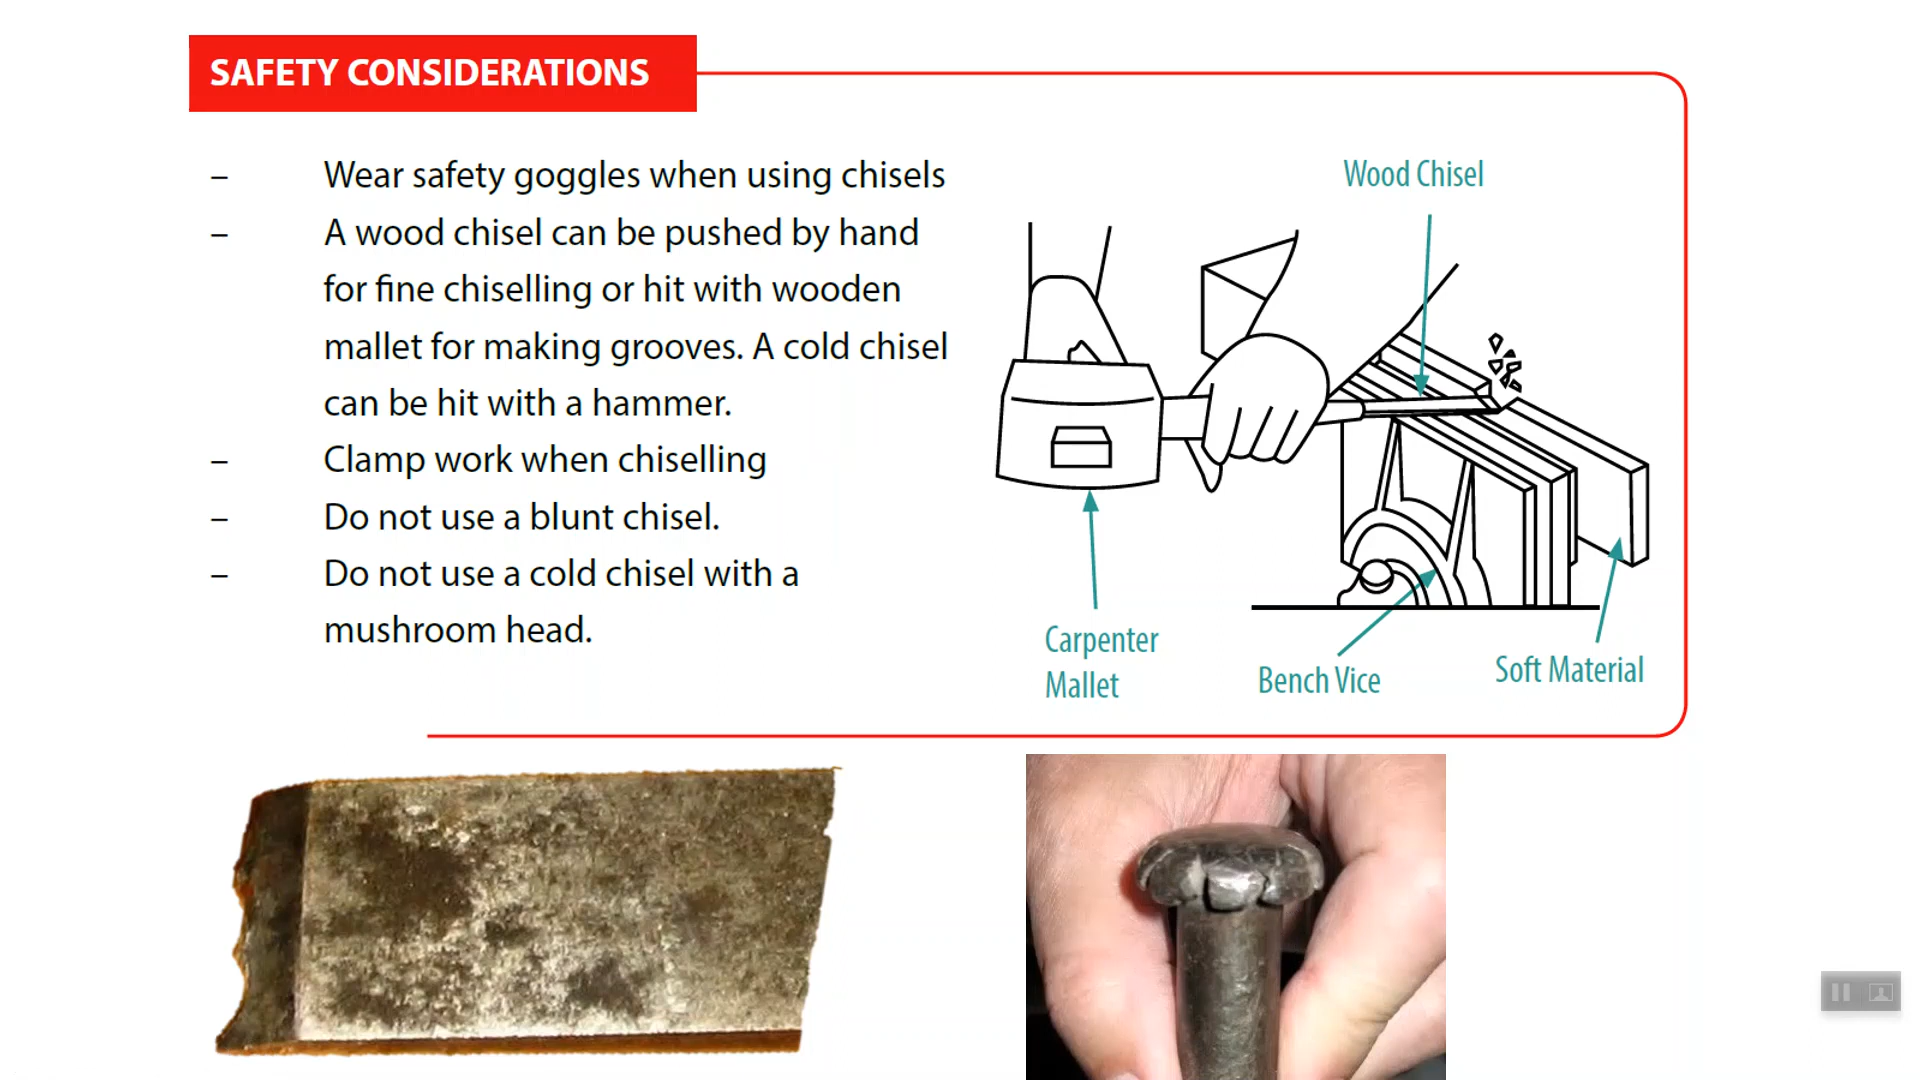 SAFETY CONSIDERATIONS
– Wear safety goggles when using chisels
– A wood chisel can be pushed by hand
for fine chiselling or hit with wooden
mallet for making grooves. A cold chisel
can be hit with a hammer.
– Clamp work when chiselling
– Do not use a blunt chisel.
– Do not use a cold chisel with a
mushroom head.
Wood Chisel
Carpenter
Mallet
Bench Vice
Soft Material